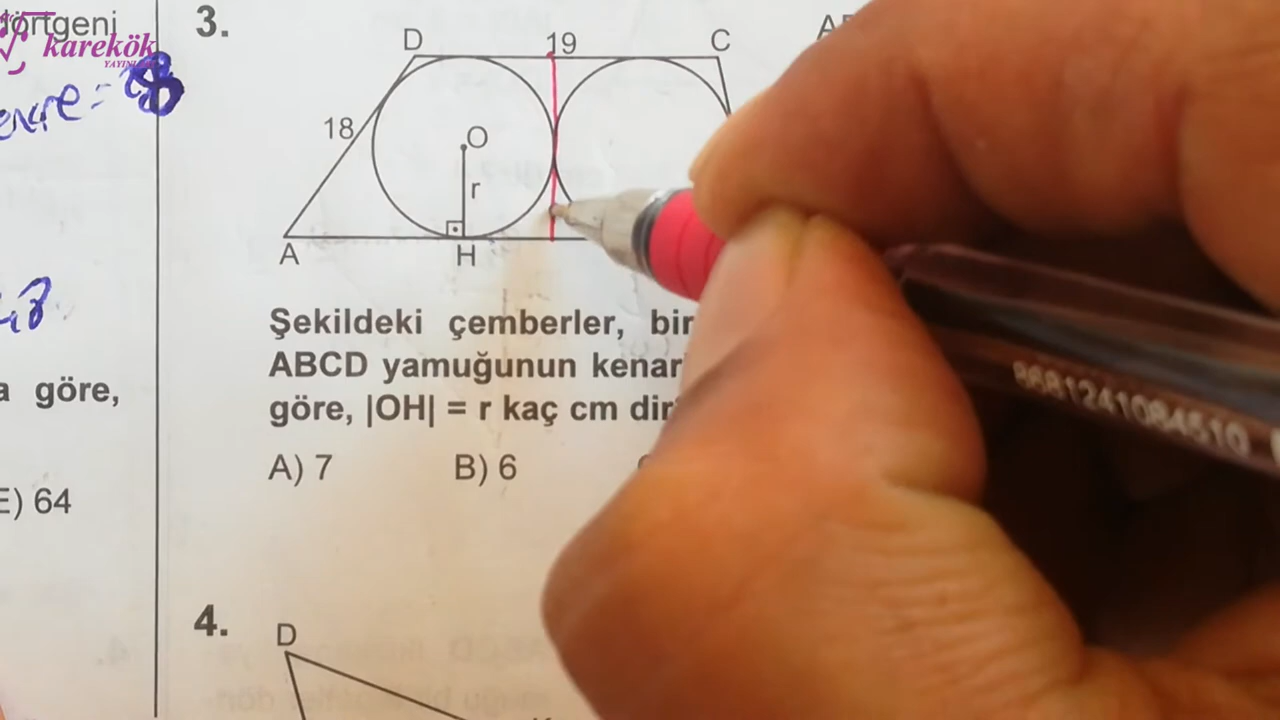 dörtgeni
karekök
YAYINLARI
3.
D 19 C
18
O
r
A H
Şekildeki çemberler, bir
ABCD yamuğunun kenar
göre, |OH| = r kaç cm dir
A) 7 B) 6
a göre,
E) 64
4.
D
8681241084510